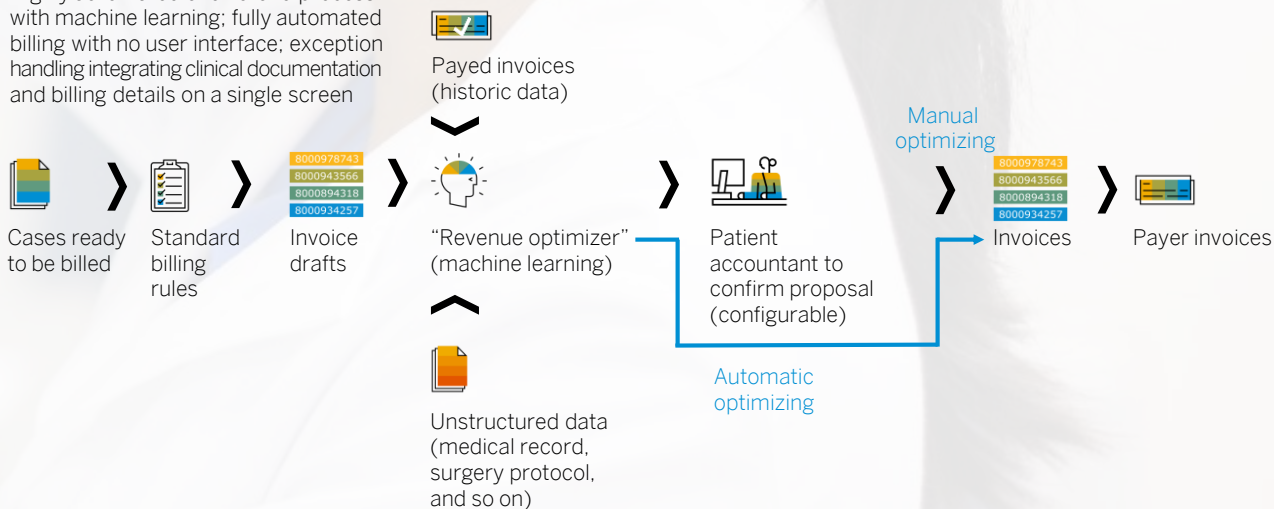 with machine learning; fully automated
billing with no user interface; exception
handling integrating clinical documentation
and billing details on a single screen
Payed invoices
(historic data)
Manual
optimizing
8000978743
8000943566
8000894318
8000934257
8000978743
8000943566
8000894318
8000934257
Cases ready
to be billed
Standard
billing
rules
Invoice
drafts
“Revenue optimizer”
(machine learning)
Patient
accountant to
confirm proposal
(configurable)
Invoices
Payer invoices
Automatic
optimizing
Unstructured data
(medical record,
surgery protocol,
and so on)